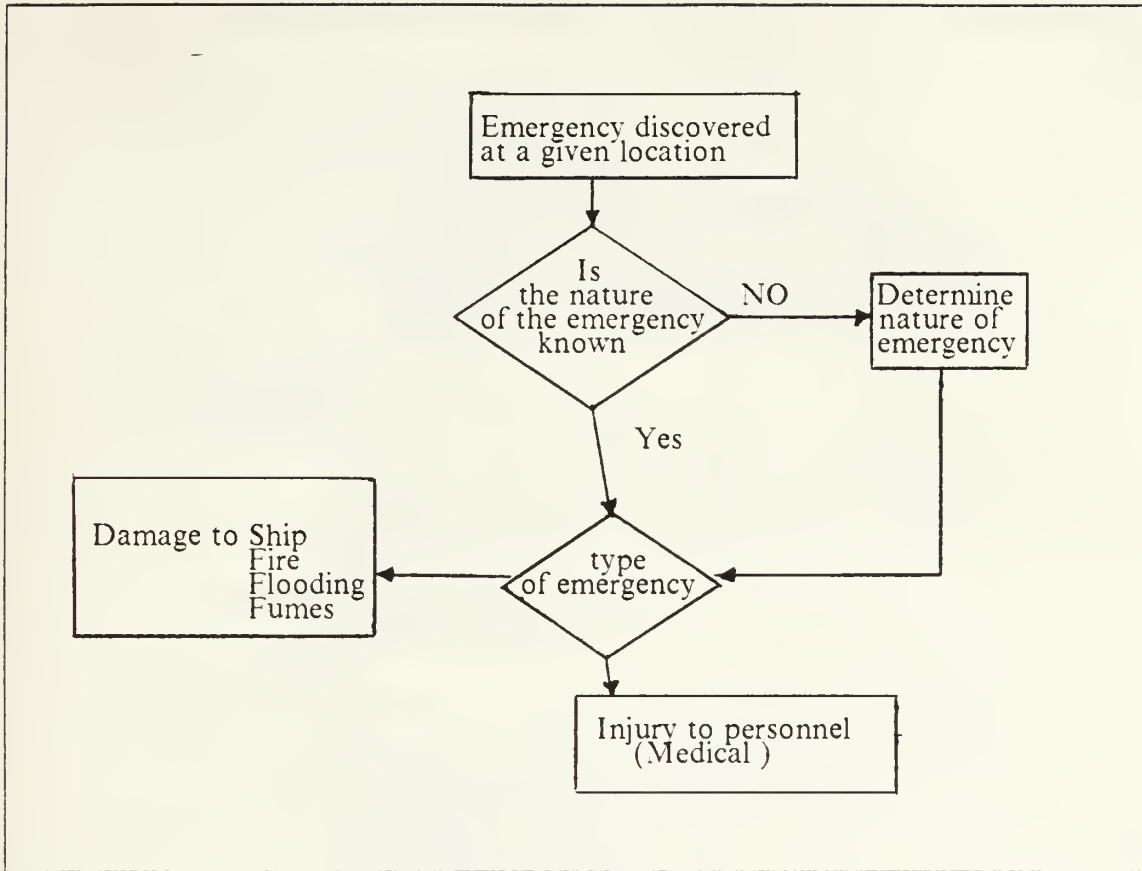 Emergency discovered
at a given location
Is
the nature
of the emergency
known
NO
Determine
nature of
emergency
Yes
Damage to Ship
Fire
Flooding
Fumes
type
of emergency
Injury to personnel
(Medical )